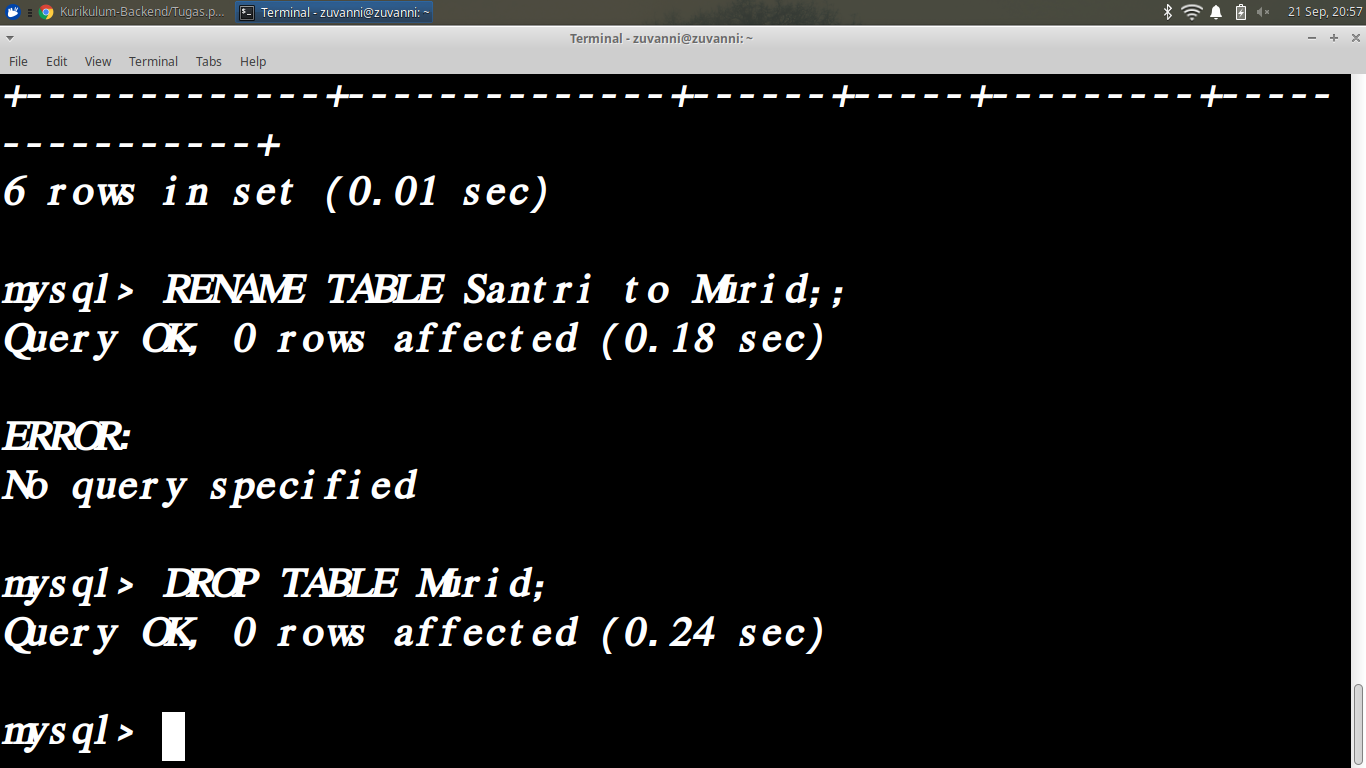 Kurikulum-Backend/Tugas.p...
Terminal - zuvanni@zuvanni: ~
21 Sep, 20:57
Terminal - zuvanni@zuvanni: ~
File Edit View Terminal Tabs Help
+-------------+--------------+------+-----+---------+-----
-----------+
6 rows in set (0.01 sec)
mysql> RENAME TABLE Santri to Murid;;
Query OK, 0 rows affected (0.18 sec)
ERROR:
No query specified
mysql> DROP TABLE Murid;
Query OK, 0 rows affected (0.24 sec)
mysql>